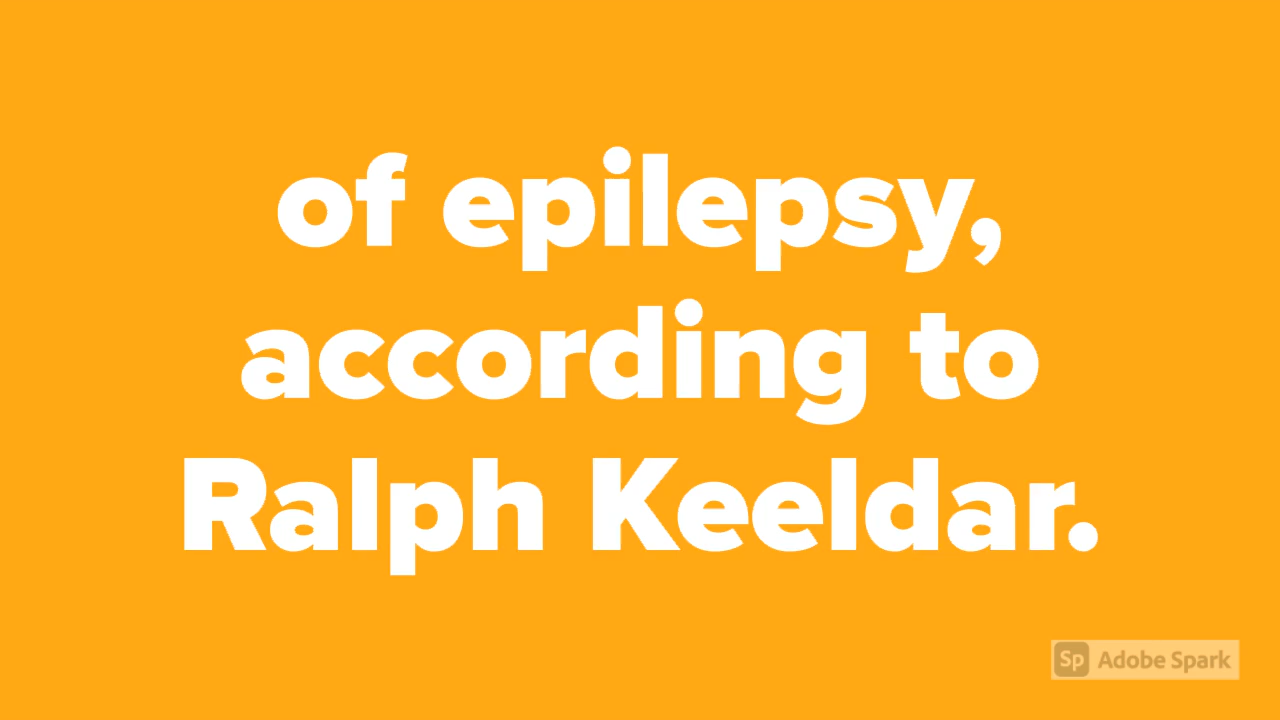 of epilepsy,
according to
Ralph Keeldar.
Sp Adobe Spark